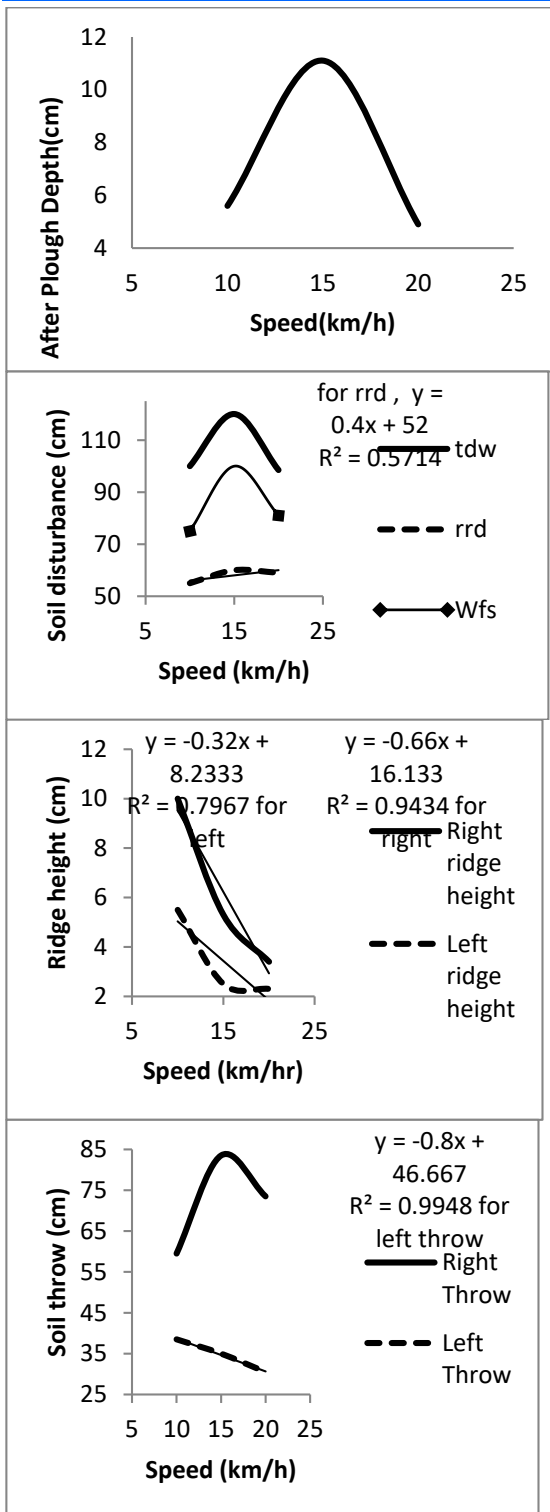 12
10
8
6
4
After Plough Depth(cm)
5 10 15 20 25
Speed(km/h)
for rrd , y =
0.4x + 52
R² = 0.5714
110
90
70
50
Soil disturbance (cm)
5 15 25
Speed (km/h)
tdw
rrd
Wfs
y = -0.32x +
8.2333
R² = 0.7967 for
left
y = -0.66x +
16.133
R² = 0.9434 for
right
12
10
8
6
4
2
Ridge height (cm)
5 15 25
Speed (km/hr)
Right
ridge
height
Left
ridge
height
y = -0.8x +
46.667
R² = 0.9948 for
left throw
85
75
65
55
45
35
25
Soil throw (cm)
5 10 15 20 25
Speed (km/h)
Right
Throw
Left
Throw